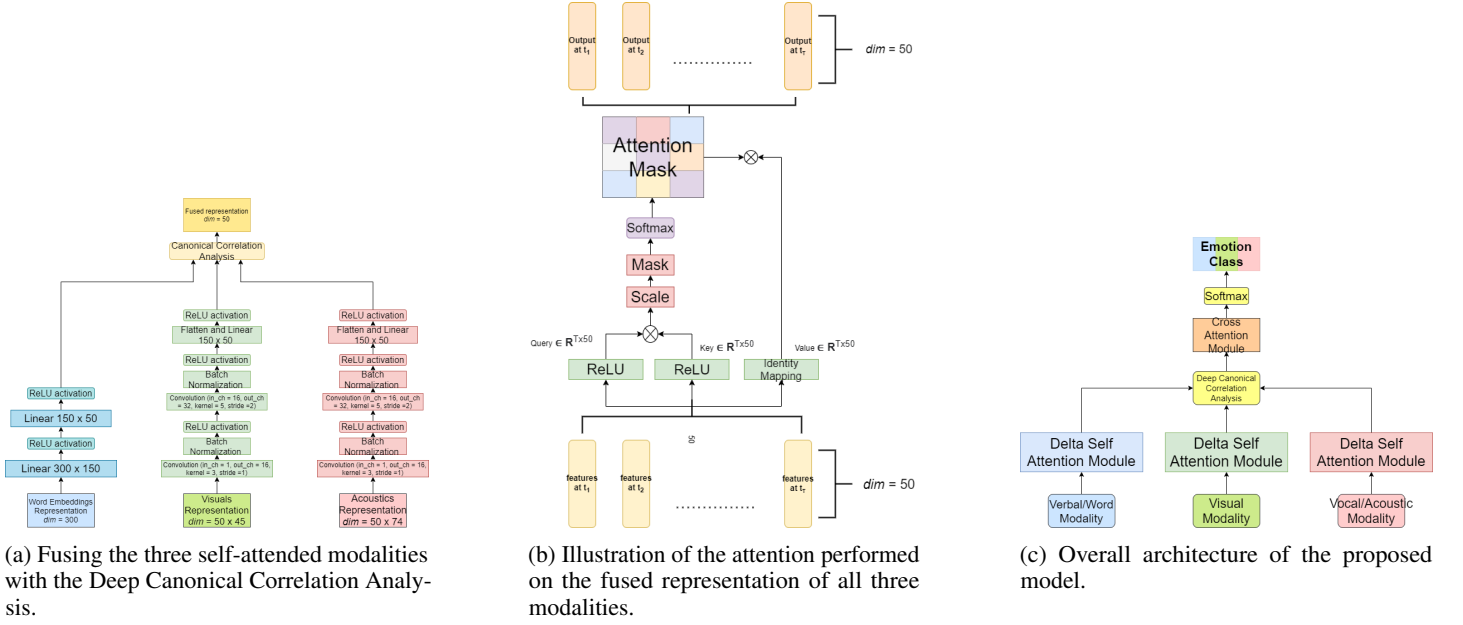 Fused representation
dim = 50
Canonical Correlation
Analysis
ReLU activation
Linear 150 x 50
ReLU activation
Linear 300 x 150
Word Embeddings
Representation
dim = 300
ReLU activation
Flatten and Linear
150 x 50
ReLU activation
Batch
Normalization
Convolution (in_ch = 16, out_ch
= 32, kernel = 5, stride =2)
ReLU activation
Batch
Normalization
Convolution (in_ch = 1, out_ch = 16,
kernel = 3, stride =1)
Visuals
Representation
dim = 50 x 45
ReLU activation
Flatten and Linear
150 x 50
ReLU activation
Batch
Normalization
Convolution (in_ch = 16, out_ch
= 32, kernel = 5, stride =2)
ReLU activation
Batch
Normalization
Convolution (in_ch = 1, out_ch = 16,
kernel = 3, stride =1)
Acoustics
Representation
dim = 50 x 74
(a) Fusing the three self-attended modalities
with the Deep Canonical Correlation Analy-
sis.
Output
at t1
Output
at t2
Output
at tT
dim = 50
Attention
Mask
Softmax
Mask
Scale
Query ∈ R^Tx50
Key ∈ R^Tx50
Value ∈ R^Tx50
ReLU
ReLU
Identity
Mapping
50
features
at t1
features
at t2
features
at tT
dim = 50
(b) Illustration of the attention performed
on the fused representation of all three
modalities.
Emotion
Class
Softmax
Cross
Attention
Module
Deep Canonical
Correlation
Analysis
Delta Self
Attention Module
Delta Self
Attention Module
Delta Self
Attention Module
Verbal/Word
Modality
Visual
Modality
Vocal/Acoustic
Modality
(c) Overall architecture of the proposed
model.